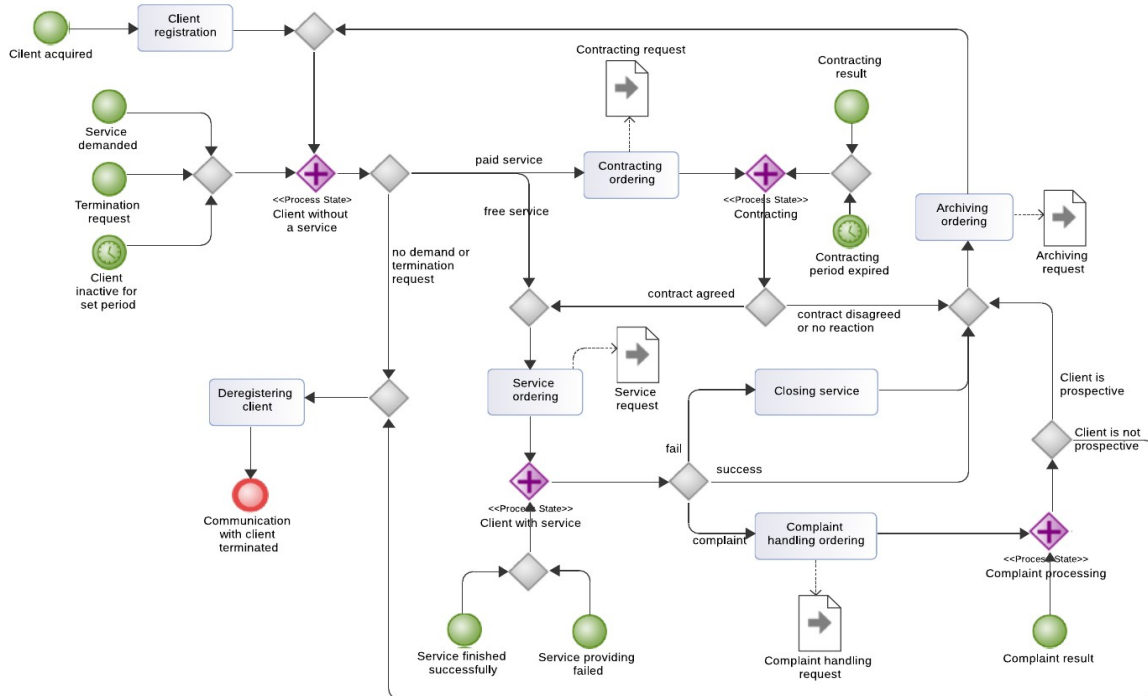 Client
registration
Cilent acquired
Contracting request
Contracting
result
Service
demanded
Termination
request
Client
inactive for
set period
<<Process State>
Client without
a service
paid service
free service
no demand or
termination
request
Contracting
ordering
<<Process State>>
Contracting
Contracting
period expired
Archiving
ordering
Archiving
request
contract agreed
contract disagreed
or no reaction
Deregistering
client
Service
ordering
Service
request
Closing service
Client is
prospective
Client is not
prospective
fail
success
complaint
<<Process State>>
Client with service
Communication
with client
terminated
Complaint
handling ordering
<<Process State>>
Complaint processing
Service finished
successfully
Service providing
failed
Complaint handling
request
Complaint result